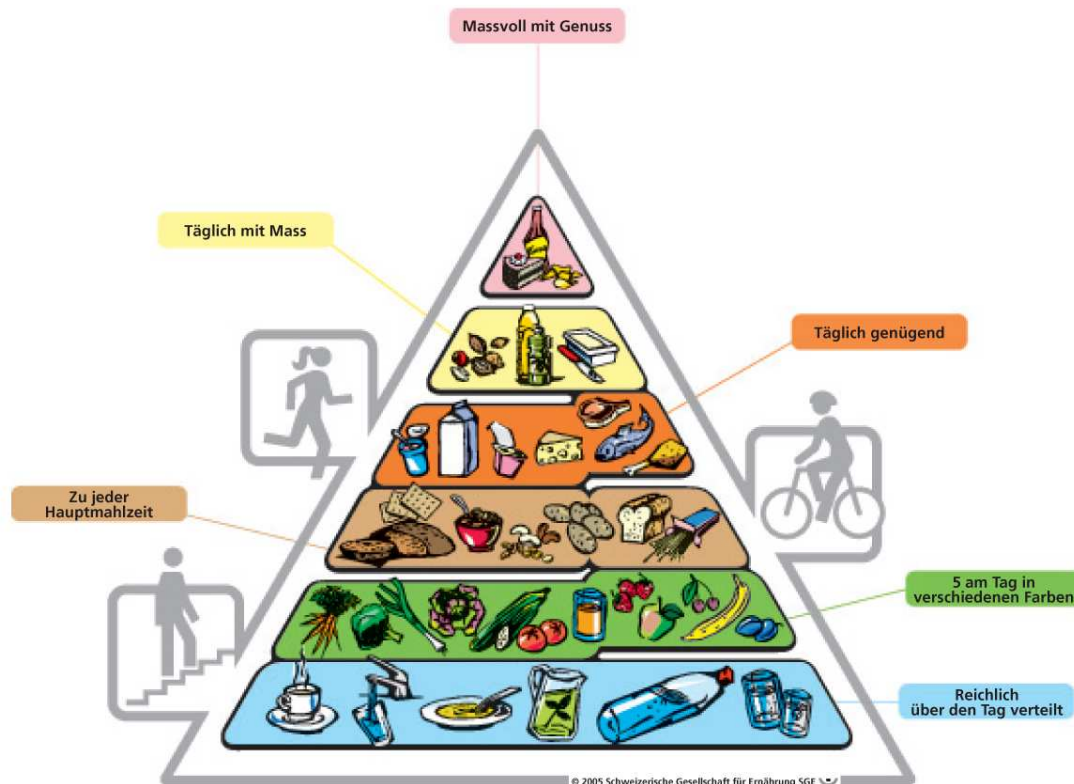 Massvoll mit Genuss
Täglich mit Mass
Täglich genügend
Zu jeder
Hauptmahlzeit
5 am Tag in
verschiedenen Farben
Reichlich
über den Tag verteilt
© 2005 Schweizerische Gesellschaft für Ernährung SGE